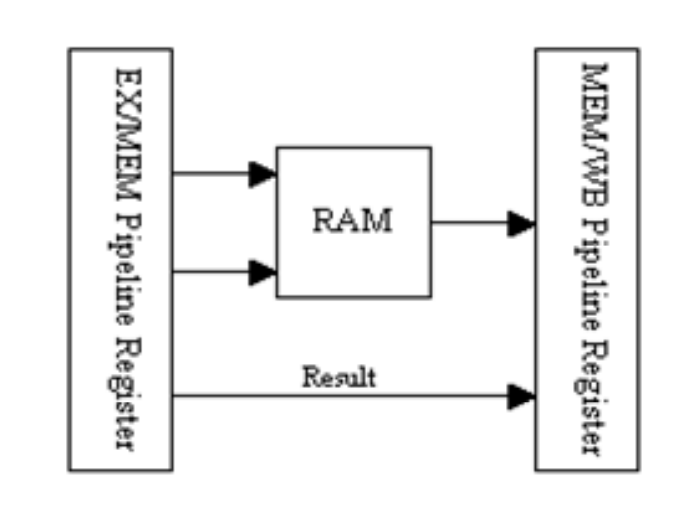 EX/MEM Pipeline Register
RAM
Result
MEM/WB Pipeline Register